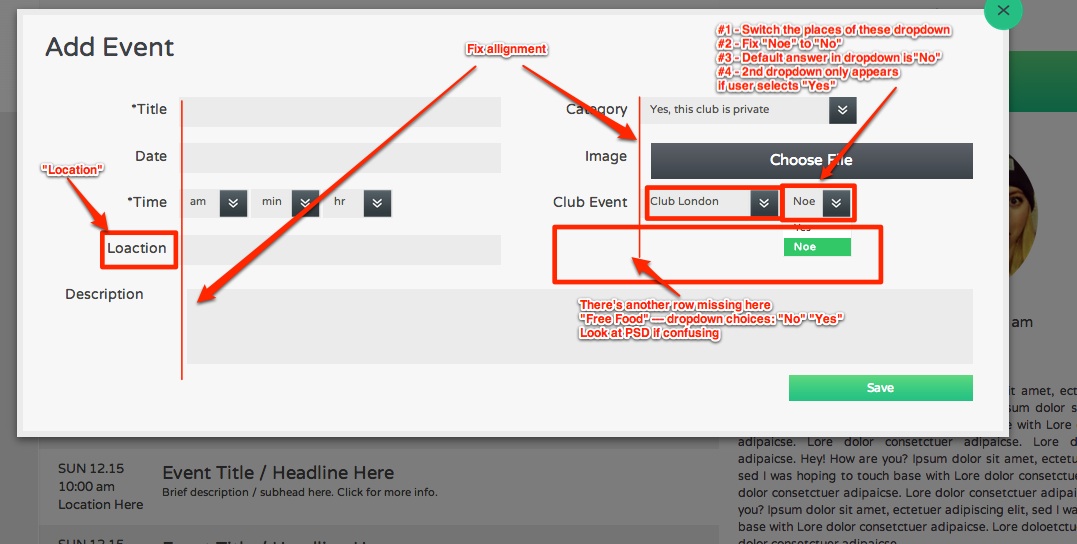 Add Event
Fix allignment
#1 - Switch the places of these dropdown
#2 - Fix "Noe" to "No"
#3 - Default answer in dropdown is"No"
#4 - 2nd dropdown only appears
if user selects "Yes"
*Title
Category
Yes, this club is private
Date
Image
Choose File
"Location"
*Time
am
min
hr
Club Event
Club London
Noe
Yes
Noe
Loaction
Description
There's another row missing here
"Free Food" — dropdown choices: "No" "Yes"
Look at PSD if confusing
am
Save
it amet, ect
sum dolor s
e with Lore
adipaicse. Lore dolor consetctuer adipaicse. Lore d
adipaicse. Hey! How are you? Ipsum dolor sit amet, ectetu
sed I was hoping to touch base with Lore dolor consetctue
dolor consetctuer adipaicse. Lore dolor consetctuer adipai
you? Ipsum dolor sit amet, ectetuer adipiscing elit, sed I wa
base with Lore dolor consetctuer adipaicse. Lore doloetctu
dolor consetctuer adipaicse.
SUN 12.15
10:00 am
Location Here
Event Title / Headline Here
Brief description / subhead here. Click for more info.
SUN 12.15
Event Title / Headline Here